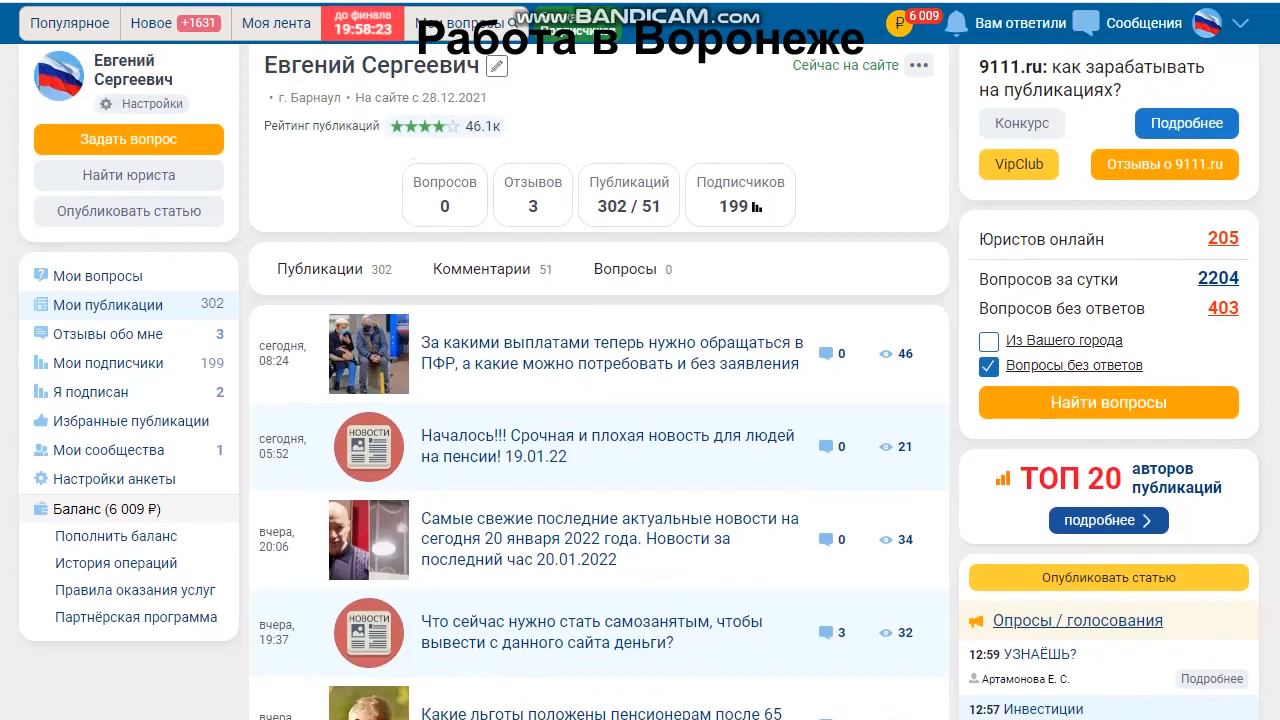 Популярное
Новое +1631
Моя лента
до финала
19:58:23
Мои вопросы
www.BANDICAM.com
Работа в Воронеже
6 009
Вам ответили
Сообщения
Евгений
Сергеевич
Настройки
Задать вопрос
Найти юриста
Опубликовать статью
Мои вопросы
Мои публикации 302
Отзывы обо мне 3
Мои подписчики 199
Я подписан 2
Избранные публикации
Мои сообщества 1
Настройки анкеты
Баланс (6 009 ₽)
Пополнить баланс
История операций
Правила оказания услуг
Партнёрская программа
Евгений Сергеевич
Сейчас на сайте
• г. Барнаул • На сайте с 28.12.2021
Рейтинг публикаций 46.1к
Вопросов
0
Отзывов
3
Публикаций
302 / 51
Подписчиков
199
Публикации 302
Комментарии 51
Вопросы 0
сегодня,
08:24
За какими выплатами теперь нужно обращаться в
ПФР, а какие можно потребовать и без заявления
0 46
сегодня,
05:52
НОВОСТИ
Началось!!! Срочная и плохая новость для людей
на пенсии! 19.01.22
0 21
вчера,
20:06
Самые свежие последние актуальные новости на
сегодня 20 января 2022 года. Новости за
последний час 20.01.2022
0 34
вчера,
19:37
НОВОСТИ
Что сейчас нужно стать самозанятым, чтобы
вывести с данного сайта деньги?
3 32
вчера,
Какие льготы положены пенсионерам после 65
9111.ru: как зарабатывать
на публикациях?
Конкурс
Подробнее
VipClub
Отзывы о 9111.ru
Юристов онлайн 205
Вопросов за сутки 2204
Вопросов без ответов 403
Из Вашего города
Вопросы без ответов
Найти вопросы
ТОП 20 авторов
публикаций
подробнее
Опубликовать статью
Опросы / голосования
12:59 УЗНАЁШЬ?
Артамонова Е. С.
Подробнее
12:57 Инвестиции